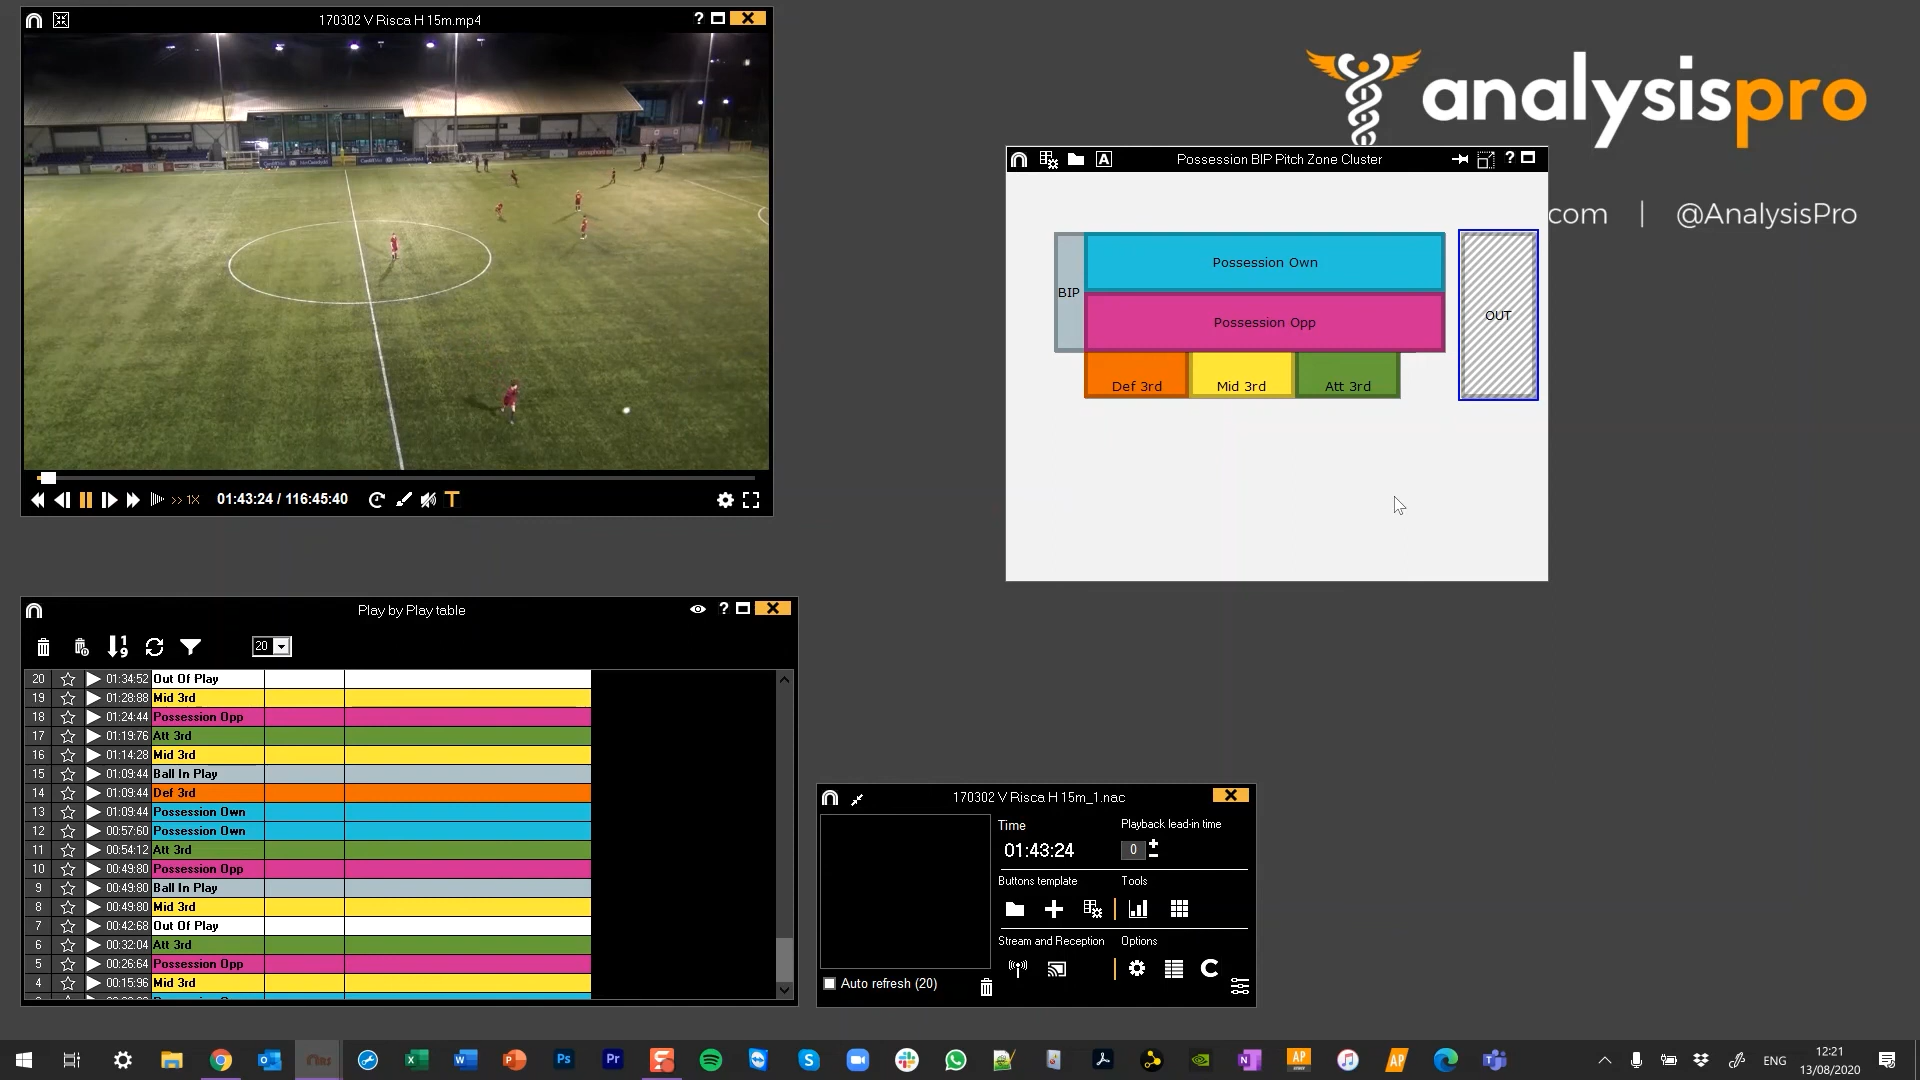 170302 V Risca H 15m.mp4
?
>> 1X
01:43:24 / 116:45:40
T
analysispro
com | @AnalysisPro
A
Possession BIP Pitch Zone Cluster
?
Possession Own
BIP
Possession Opp
OUT
Def 3rd
Mid 3rd
Att 3rd
Play by Play table
?
20
20 01:34:52 Out Of Play
19 01:28:88 Mid 3rd
18 01:24:44 Possession Opp
17 01:19:76 Att 3rd
16 01:14:28 Mid 3rd
15 01:09:44 Ball In Play
14 01:09:44 Def 3rd
13 01:09:44 Possession Own
12 00:57:60 Possession Own
11 00:54:12 Att 3rd
10 00:49:80 Possession Opp
9 00:49:80 Ball In Play
8 00:49:80 Mid 3rd
7 00:42:68 Out Of Play
6 00:32:04 Att 3rd
5 00:26:64 Possession Opp
4 00:15:96 Mid 3rd
170302 V Risca H 15m_1.nac
Time
Playback lead-in time
01:43:24
0
Buttons template
Tools
Stream and Reception
Options
C
Auto refresh (20)
ENG
12:21
13/08/2020